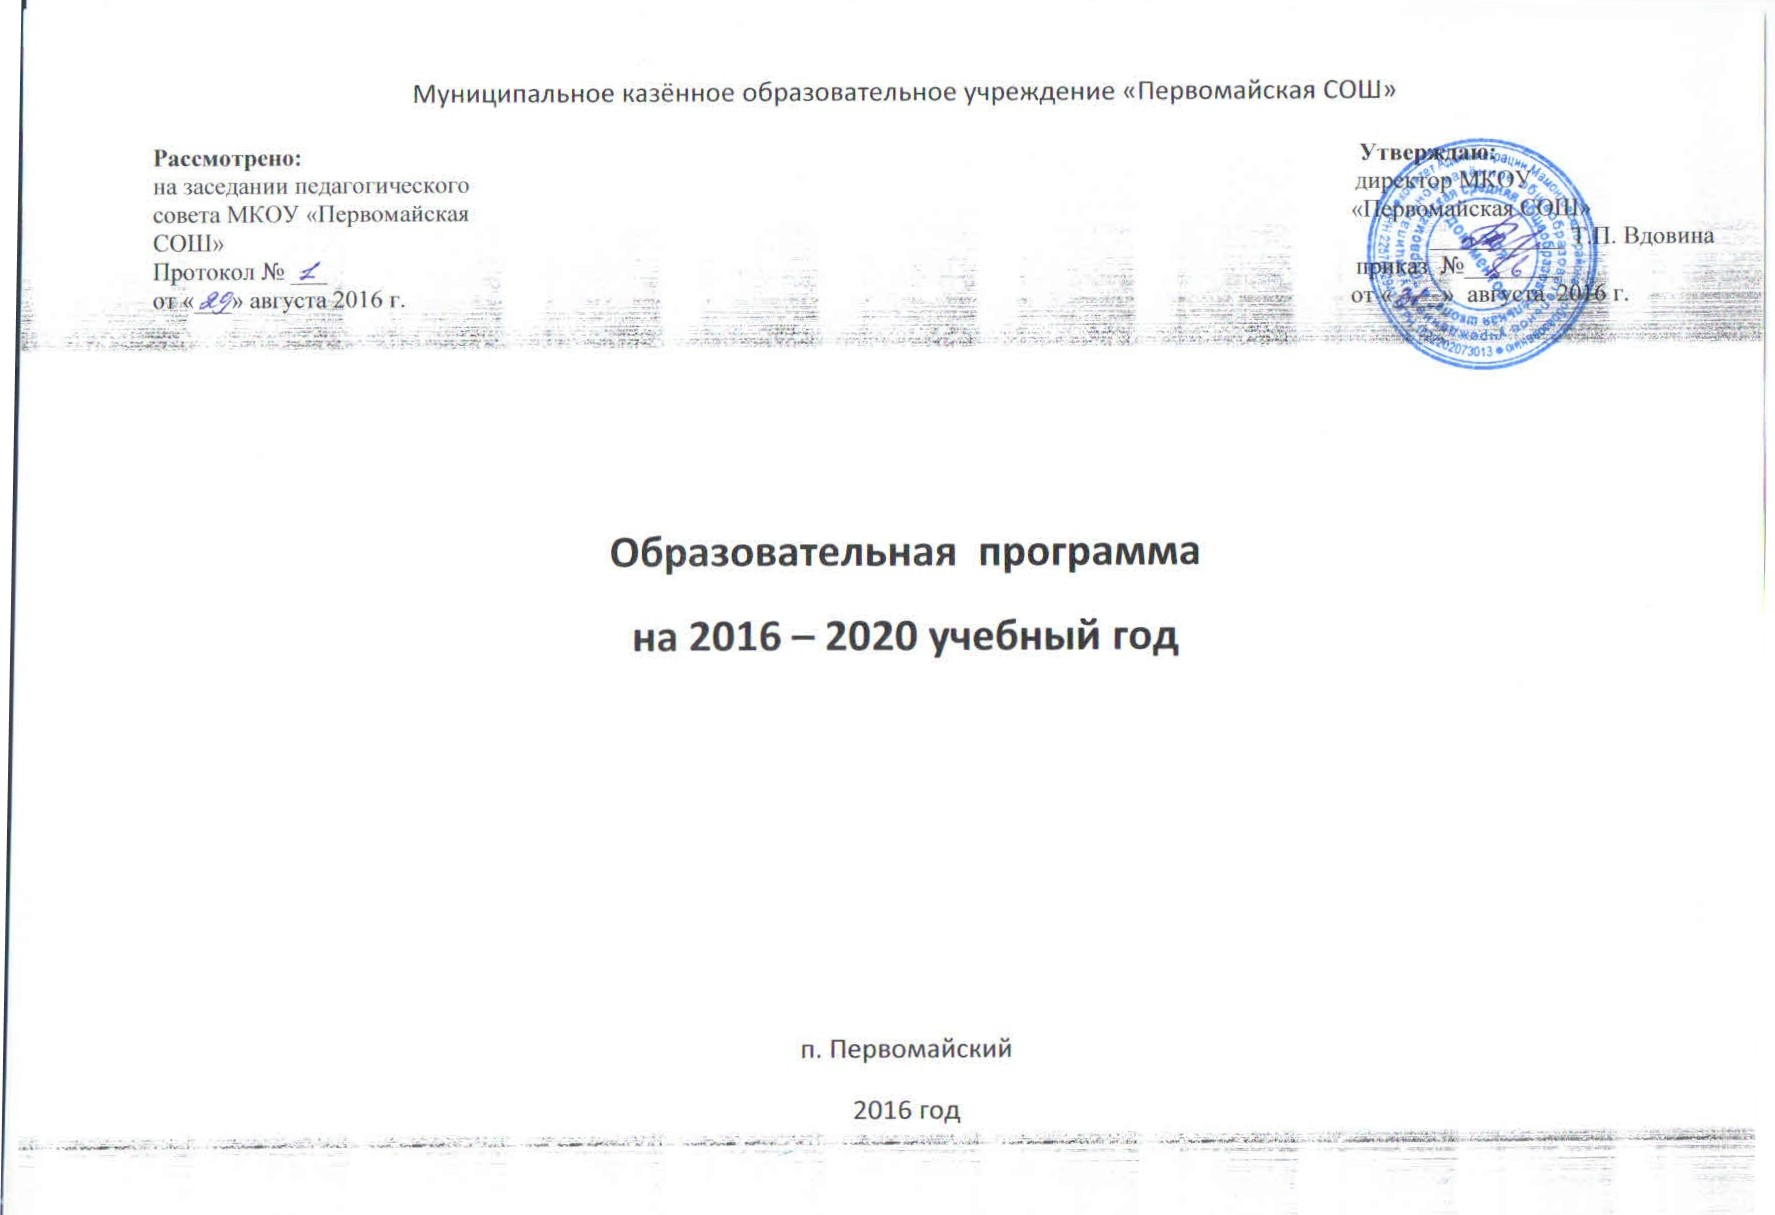 Муниципальное казённое образовательное учреждение «Первомайская СОШ»
Рассмотрено:
на заседании педагогического
совета МКОУ «Первомайская
СОШ»
Протокол № 1
от «29» августа 2016 г.
Утверждаю:
директор МКОУ
«Первомайская СОШ»
Т.П. Вдовина
приказ №
от « » августа 2016 г.
Образовательная программа
на 2016 – 2020 учебный год
п. Первомайский
2016 год